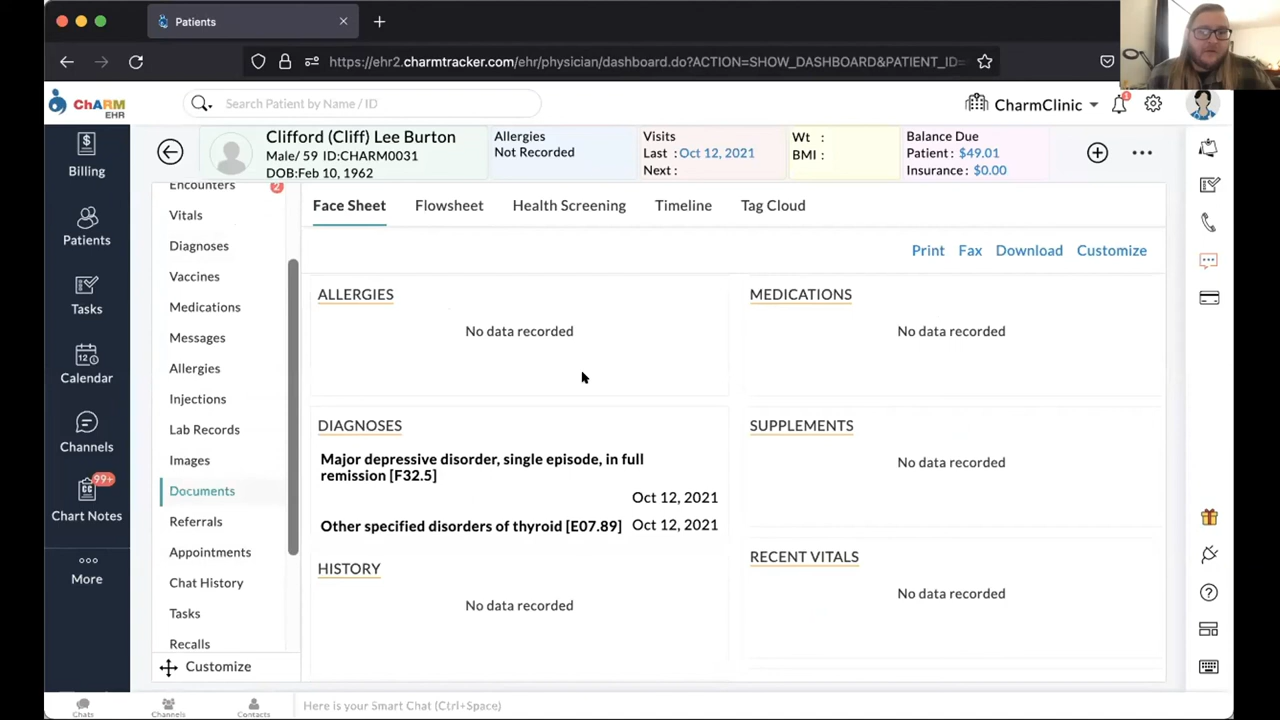 Patients
https://ehr2.charmtracker.com/ehr/physician/dashboard.do?ACTION=SHOW_DASHBOARD&PATIENT_ID=
ChARM
EHR
Search Patient by Name / ID
CharmClinic
1
Billing
Patients
Tasks
12
Calendar
Channels
99+
CC
Chart Notes
More
Clifford (Cliff) Lee Burton
Male/ 59 ID:CHARM0031
DOB:Feb 10, 1962
Allergies
Not Recorded
Visits
Last : Oct 12, 2021
Next :
Wt :
BMI :
Balance Due
Patient : $49.01
Insurance : $0.00
Encounters 2
Vitals
Diagnoses
Vaccines
Medications
Messages
Allergies
Injections
Lab Records
Images
Documents
Referrals
Appointments
Chat History
Tasks
Recalls
Customize
Face Sheet Flowsheet Health Screening Timeline Tag Cloud
Print Fax Download Customize
ALLERGIES
No data recorded
MEDICATIONS
No data recorded
DIAGNOSES
Major depressive disorder, single episode, in full
remission [F32.5]
Oct 12, 2021
Other specified disorders of thyroid [E07.89] Oct 12, 2021
SUPPLEMENTS
No data recorded
HISTORY
No data recorded
RECENT VITALS
No data recorded
Chats
Channels
Contacts
Here is your Smart Chat (Ctrl+Space)